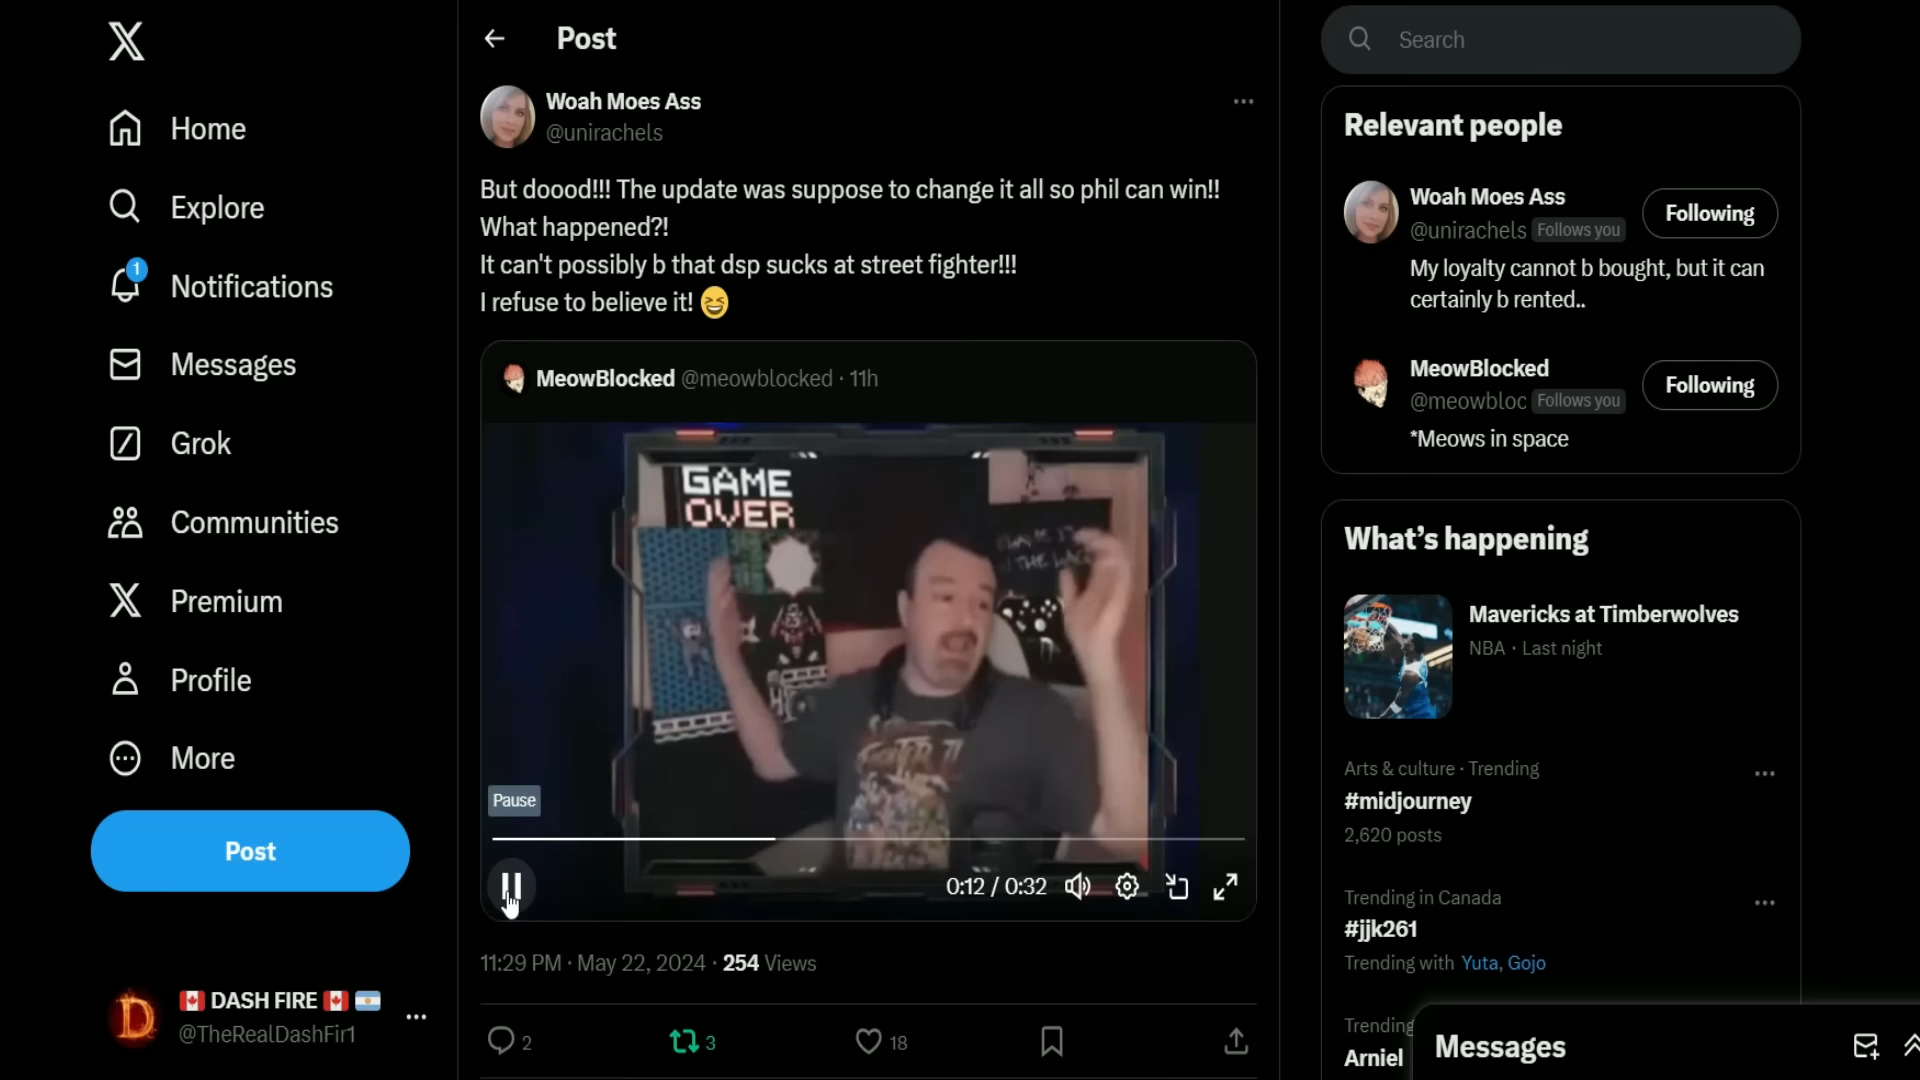 Home
Explore
1
Notifications
Messages
Grok
Communities
Premium
Profile
More
Post
🇨🇦 DASH FIRE 🇨🇦 🇦🇷
@TheRealDashFir1
Post
Woah Moes Ass
@unirachels
But doood!!! The update was suppose to change it all so phil can win!!
What happened?!
It can't possibly b that dsp sucks at street fighter!!!
I refuse to believe it! 😆
MeowBlocked @meowblocked · 11h
GAME
OVER
Pause
0:12 / 0:32
11:29 PM · May 22, 2024 · 254 Views
2
3
18
Search
Relevant people
Woah Moes Ass
@unirachels Follows you
Following
My loyalty cannot b bought, but it can
certainly b rented..
MeowBlocked
@meowbloc Follows you
Following
*Meows in space
What's happening
Mavericks at Timberwolves
NBA · Last night
Arts & culture · Trending
#midjourney
2,620 posts
Trending in Canada
#jjk261
Trending with Yuta, Gojo
Trending
Arniel
Messages